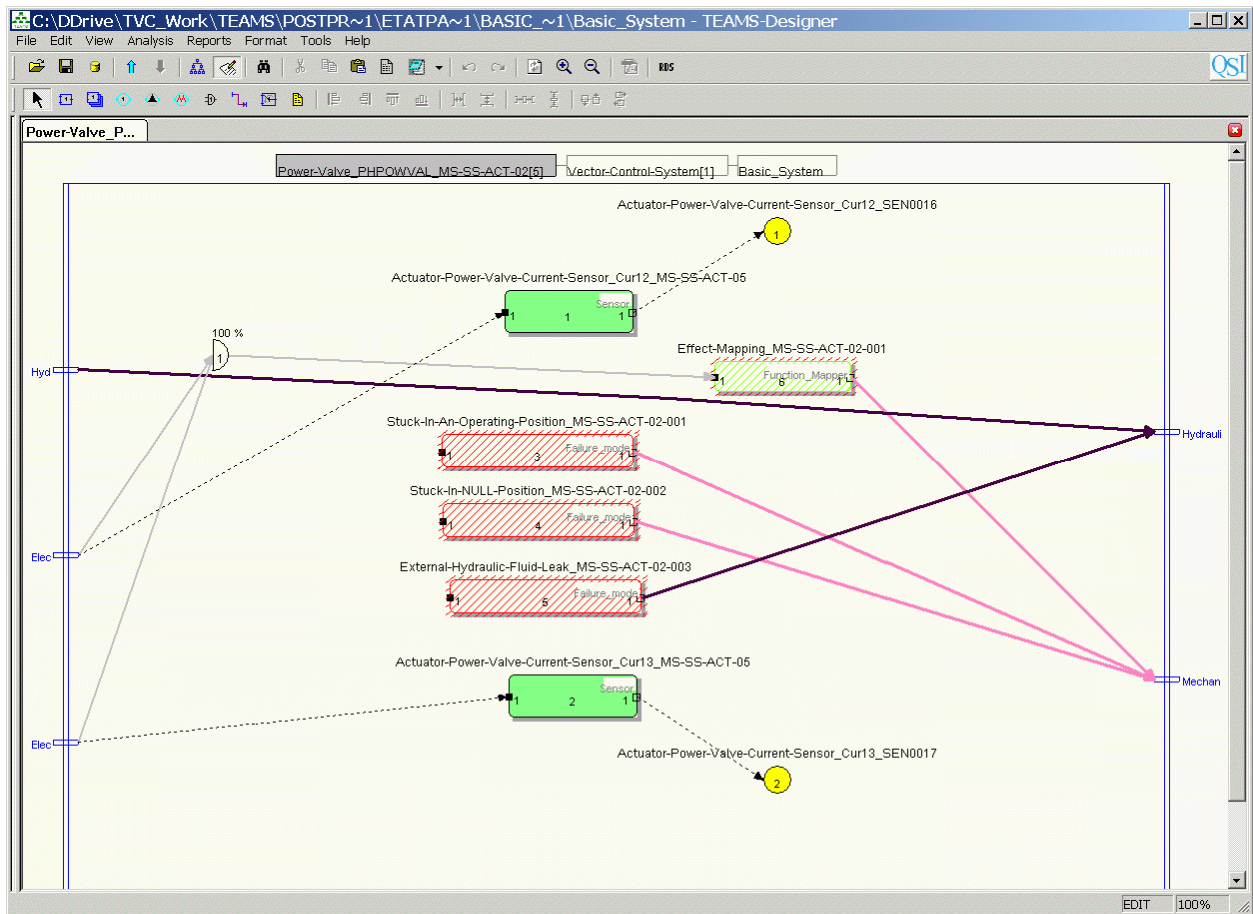 C:\DDrive\TVC_Work\TEAMS\POSTPR~1\ETATPA~1\BASIC_~1\Basic_System - TEAMS-Designer
File Edit View Analysis Reports Format Tools Help
RDS
QSI
Power-Valve_P...
Power-Valve_PHPOWVAL_MS-SS-ACT-02[5] Vector-Control-System[1] Basic_System
Actuator-Power-Valve-Current-Sensor_Cur12_SEN0016
1
Actuator-Power-Valve-Current-Sensor_Cur12_MS-SS-ACT-05
Sensor
1 1 1
100 %
1
Effect-Mapping_MS-SS-ACT-02-001
Function_Mapper
1 6 1
Hyd
Stuck-In-An-Operating-Position_MS-SS-ACT-02-001
Failure_mode
1 3 1
Hydrauli
Stuck-In-NULL-Position_MS-SS-ACT-02-002
Failure_mode
1 4 1
Elec
External-Hydraulic-Fluid-Leak_MS-SS-ACT-02-003
Failure_mode
1 5 1
Actuator-Power-Valve-Current-Sensor_Cur13_MS-SS-ACT-05
Sensor
1 2 1
Mechan
Elec
Actuator-Power-Valve-Current-Sensor_Cur13_SEN0017
2
EDIT 100%